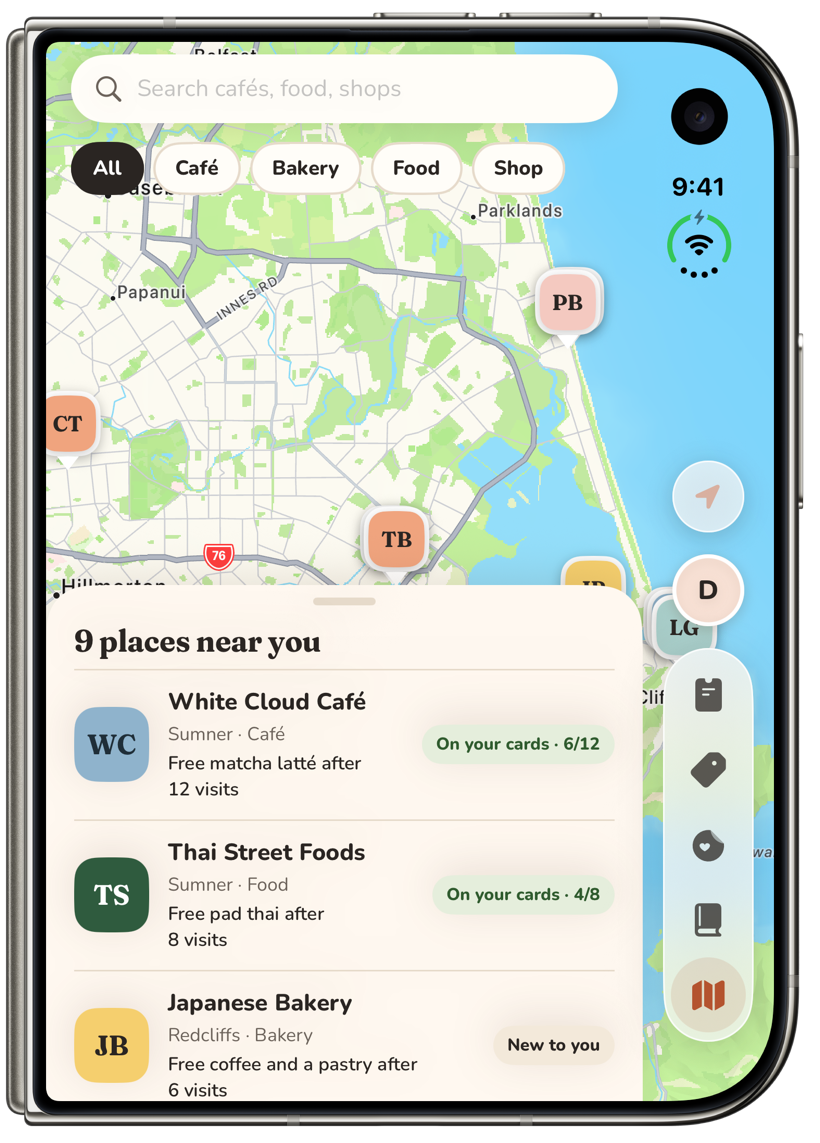 Search cafés, food, shops
All
Café
Bakery
Food
Shop
9:41
Parklands
Papanui
INNES RD
PB
CT
TB
76
D
LG
9 places near you
WC
White Cloud Café
Sumner · Café
Free matcha latté after
12 visits
On your cards · 6/12
TS
Thai Street Foods
Sumner · Food
Free pad thai after
8 visits
On your cards · 4/8
JB
Japanese Bakery
Redcliffs · Bakery
Free coffee and a pastry after
6 visits
New to you